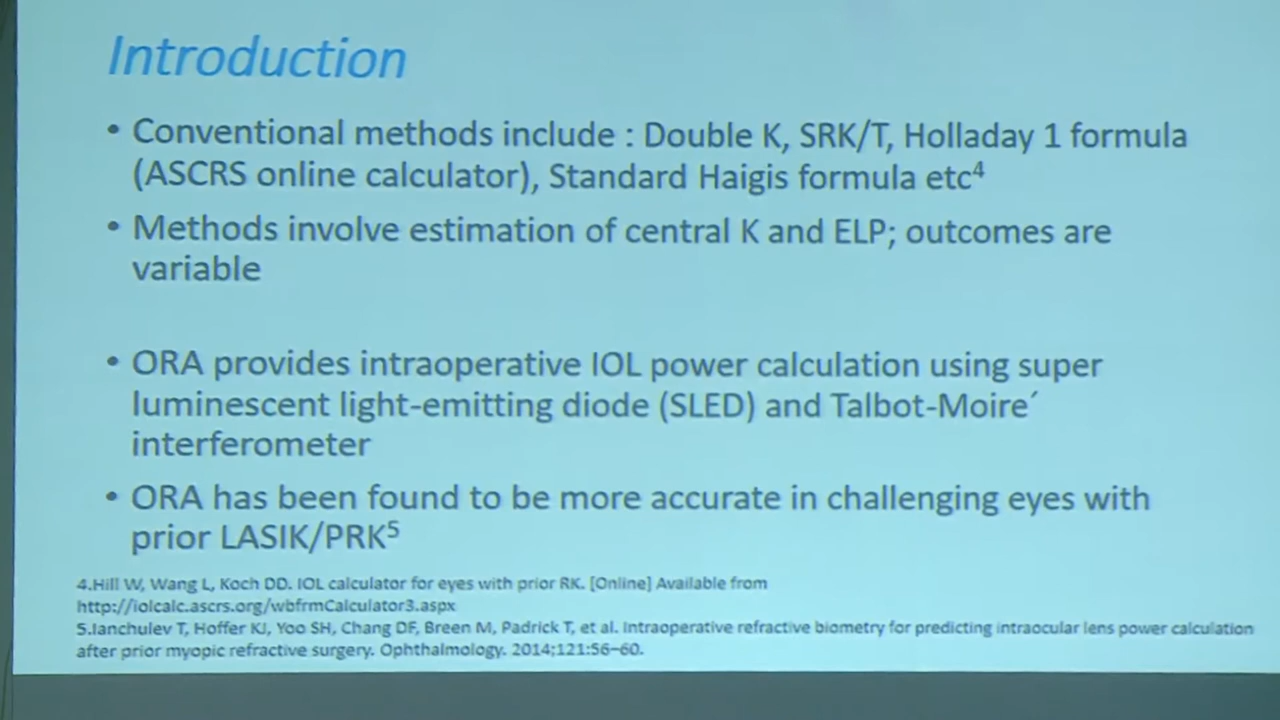 Introduction
• Conventional methods include : Double K, SRK/T, Holladay 1 formula
(ASCRS online calculator), Standard Haigis formula etc⁴
• Methods involve estimation of central K and ELP; outcomes are
variable
• ORA provides intraoperative IOL power calculation using super
luminescent light-emitting diode (SLED) and Talbot-Moire´
interferometer
• ORA has been found to be more accurate in challenging eyes with
prior LASIK/PRK⁵
4.Hill W, Wang L, Koch DD. IOL calculator for eyes with prior RK. [Online] Available from
http://iolcalc.ascrs.org/wbfrmCalculator3.aspx
5.Ianchulev T, Hoffer KJ, Yoo SH, Chang DF, Breen M, Padrick T, et al. Intraoperative refractive biometry for predicting intraocular lens power calculation
after prior myopic refractive surgery. Ophthalmology. 2014;121:56–60.